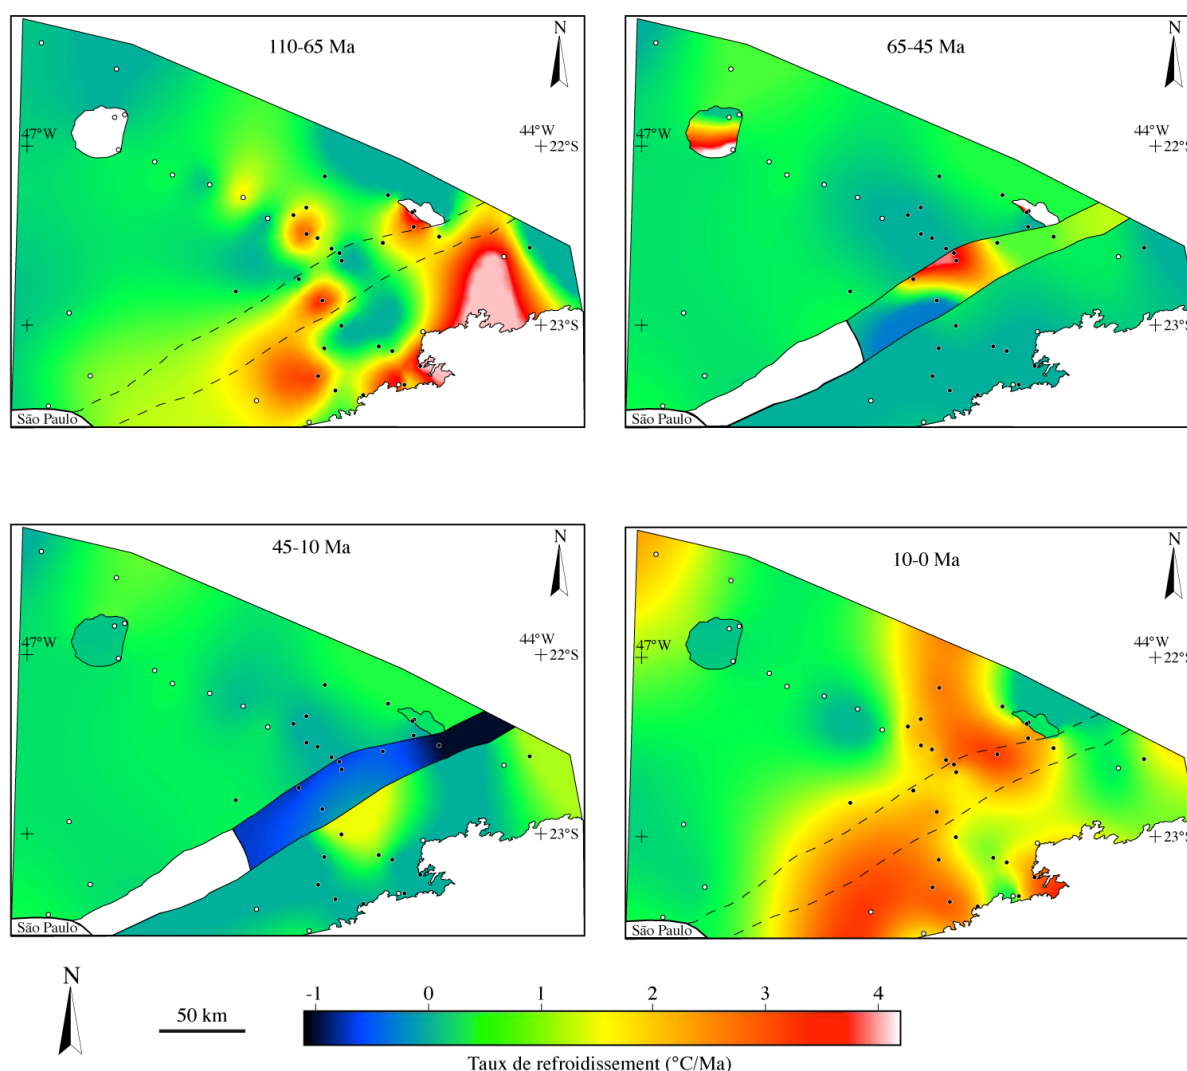 110-65 Ma
N
47°W
44°W
22°S
23°S
São Paulo
65-45 Ma
N
47°W
44°W
22°S
23°S
São Paulo
45-10 Ma
N
47°W
44°W
22°S
23°S
São Paulo
10-0 Ma
N
47°W
44°W
22°S
23°S
São Paulo
N
50 km
-1 0 1 2 3 4
Taux de refroidissement (°C/Ma)